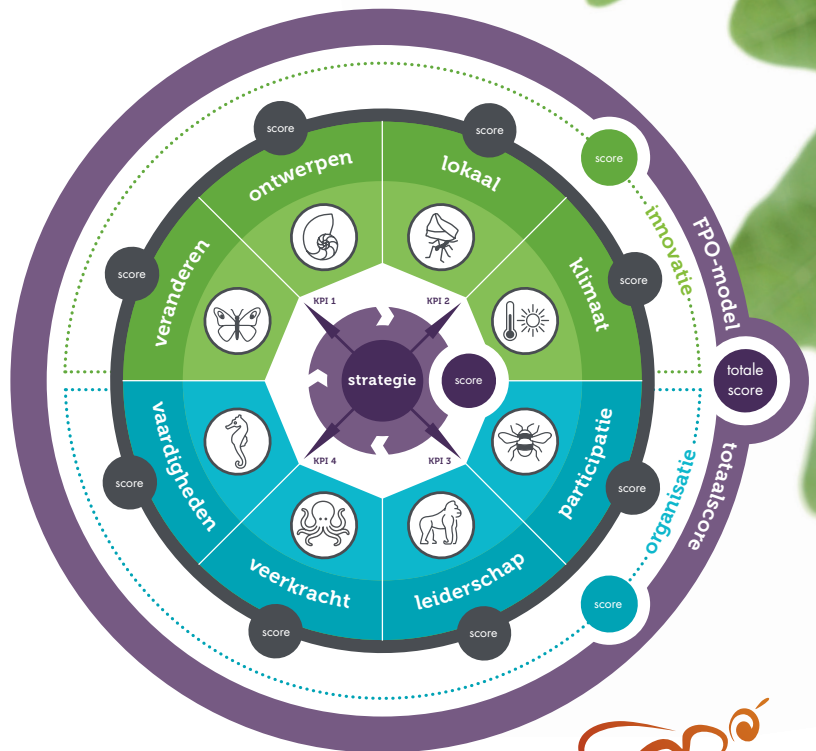 score
score
score
ontwerpen
lokaal
innovatie
FPO-model
veranderen
klimaat
score
score
KPI 1
KPI 2
strategie
score
totale
score
vaardigheden
participatie
organisatie
totaalscore
KPI 4
KPI 3
score
score
veerkracht
leiderschap
score
score
score